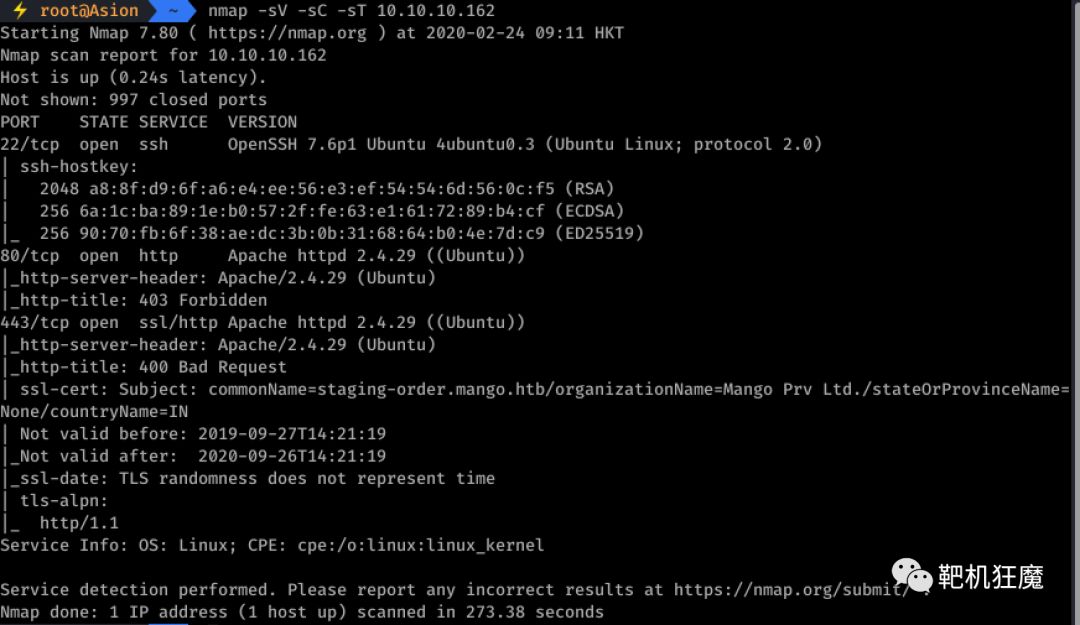 ⚡ root@Asion ~ nmap -sV -sC -sT 10.10.10.162
Starting Nmap 7.80 ( https://nmap.org ) at 2020-02-24 09:11 HKT
Nmap scan report for 10.10.10.162
Host is up (0.24s latency).
Not shown: 997 closed ports
PORT    STATE SERVICE  VERSION
22/tcp  open  ssh      OpenSSH 7.6p1 Ubuntu 4ubuntu0.3 (Ubuntu Linux; protocol 2.0)
| ssh-hostkey:
|   2048 a8:8f:d9:6f:a6:e4:ee:56:e3:ef:54:54:6d:56:0c:f5 (RSA)
|   256 6a:1c:ba:89:1e:b0:57:2f:fe:63:e1:61:72:89:b4:cf (ECDSA)
|_  256 90:70:fb:6f:38:ae:dc:3b:0b:31:68:64:b0:4e:7d:c9 (ED25519)
80/tcp  open  http     Apache httpd 2.4.29 ((Ubuntu))
|_http-server-header: Apache/2.4.29 (Ubuntu)
|_http-title: 403 Forbidden
443/tcp open  ssl/http Apache httpd 2.4.29 ((Ubuntu))
|_http-server-header: Apache/2.4.29 (Ubuntu)
|_http-title: 400 Bad Request
| ssl-cert: Subject: commonName=staging-order.mango.htb/organizationName=Mango Prv Ltd./stateOrProvinceName=
None/countryName=IN
| Not valid before: 2019-09-27T14:21:19
|_Not valid after:  2020-09-26T14:21:19
|_ssl-date: TLS randomness does not represent time
| tls-alpn:
|_  http/1.1
Service Info: OS: Linux; CPE: cpe:/o:linux:linux_kernel
Service detection performed. Please report any incorrect results at https://nmap.org/submit/ .
Nmap done: 1 IP address (1 host up) scanned in 273.38 seconds
靶机狂魔